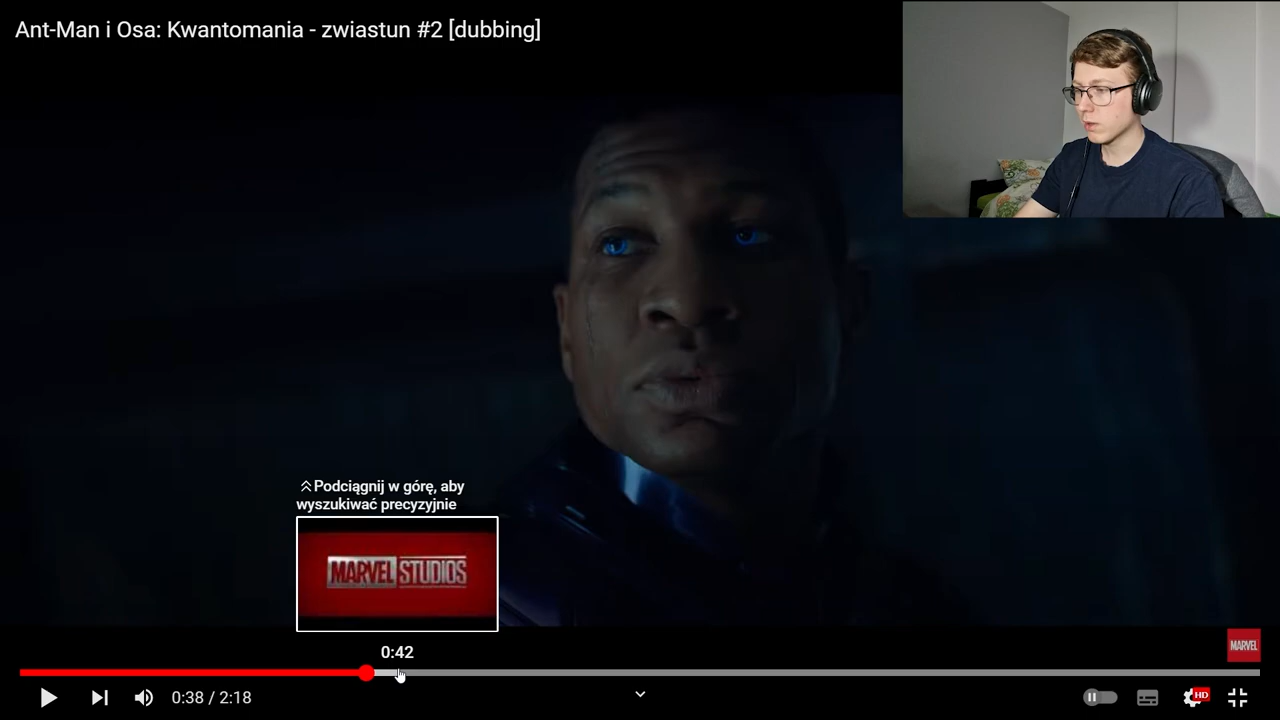 Ant-Man i Osa: Kwantomania - zwiastun #2 [dubbing]
Podciągnij w górę, aby
wyszukiwać precyzyjnie
MARVEL STUDIOS
0:42
MARVEL
0:38 / 2:18
HD